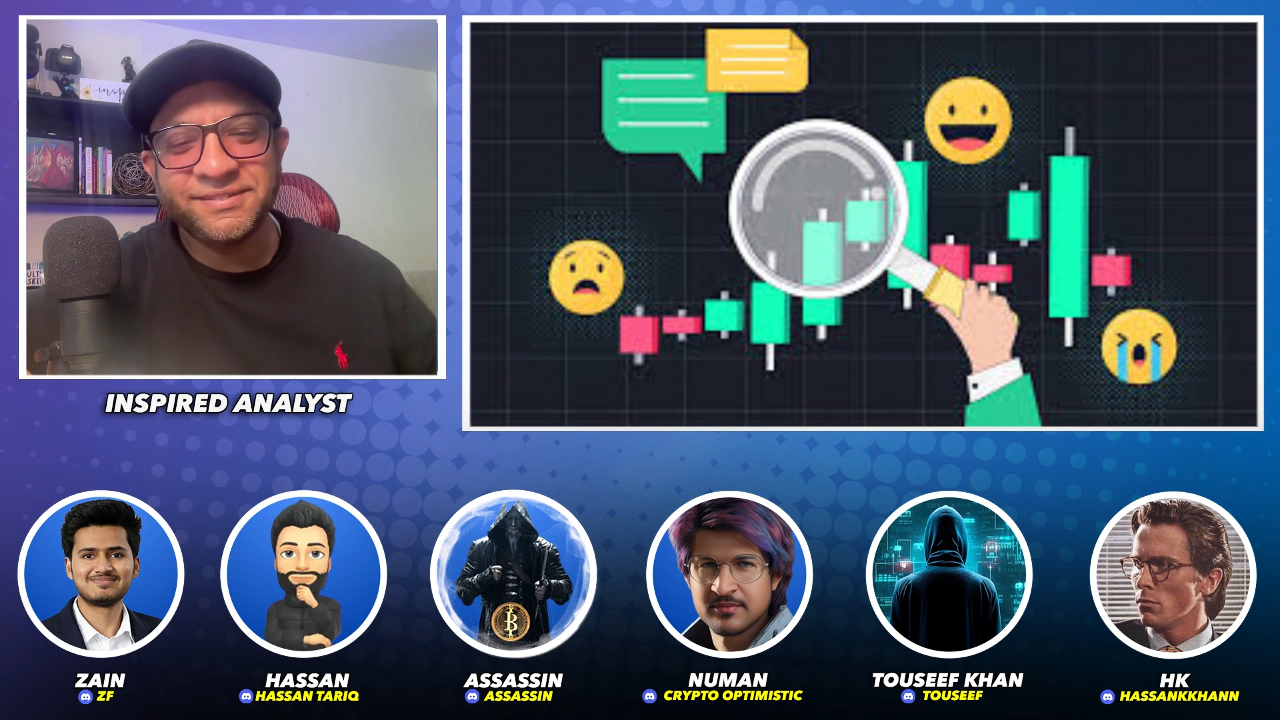 INSPIRED ANALYST
ZAIN
ZF
HASSAN
HASSAN TARIQ
ASSASSIN
ASSASSIN
NUMAN
CRYPTO OPTIMISTIC
TOUSEEF KHAN
TOUSEEF
HK
HASSANKKHANN